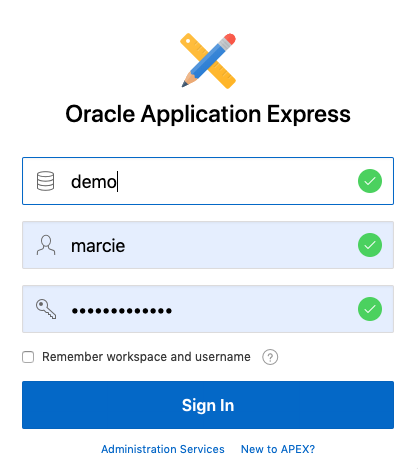 Oracle Application Express
demo
marcie
•••••••••••••
Remember workspace and username ?
Sign In
Administration Services New to APEX?